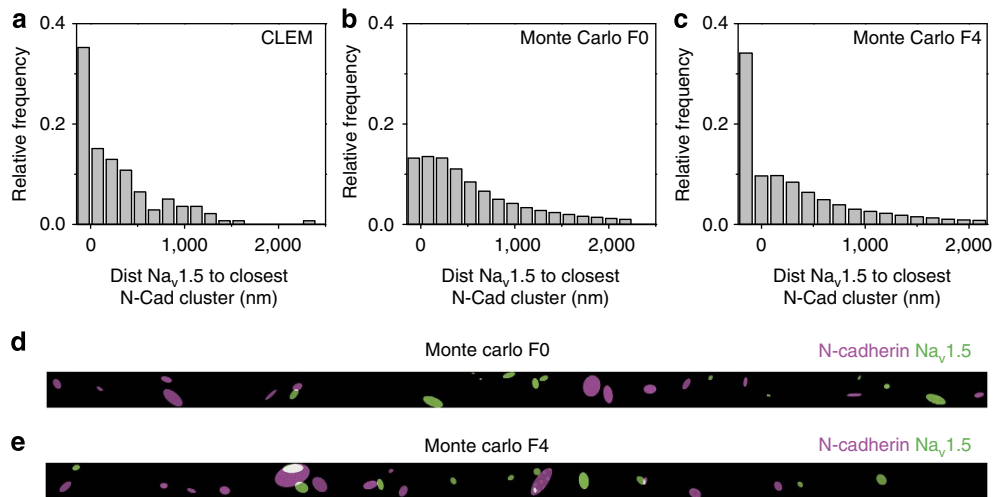 a
CLEM
Relative frequency
0.4
0.2
0.0
0
1,000
2,000
Dist Nav1.5 to closest
N-Cad cluster (nm)
b
Monte Carlo F0
Relative frequency
0.4
0.2
0.0
0
1,000
2,000
Dist Nav1.5 to closest
N-Cad cluster (nm)
c
Monte Carlo F4
Relative frequency
0.4
0.2
0.0
0
1,000
2,000
Dist Nav1.5 to closest
N-Cad cluster (nm)
d
Monte carlo F0
N-cadherin Nav1.5
e
Monte carlo F4
N-cadherin Nav1.5